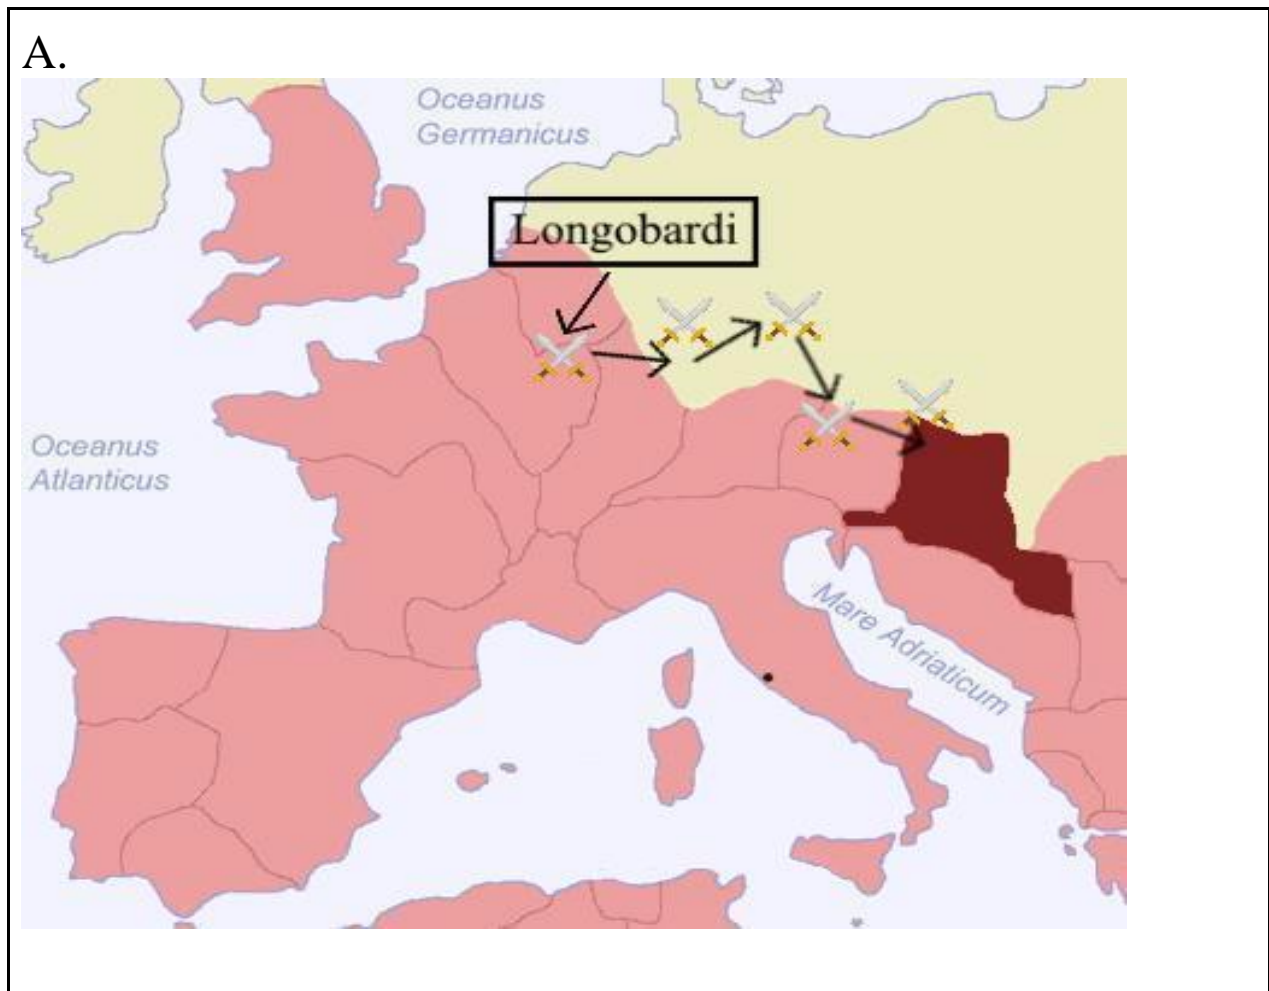 A.
Oceanus
Germanicus
Longobardi
Oceanus
Atlanticus
Mare Adriaticum